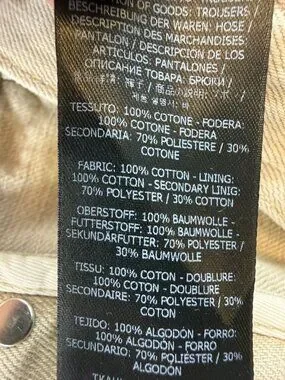 ION OF GOODS: TROUSERS /
BESCHREIBUNG DER WAREN: HOSE /
DESCRIPTION DES MARCHANDISES:
PANTALON / DESCRIPCIÓN DE LOS
ARTÍCULOS: PANTALONES /
ОПИСАНИЕ ТОВАРА: БРЮКИ /
TESSUTO: 100% COTONE - FODERA:
100% COTONE - FODERA
SECONDARIA: 70% POLIESTERE / 30%
COTONE
FABRIC: 100% COTTON - LINING:
100% COTTON - SECONDARY LINIG:
70% POLYESTER / 30% COTTON
OBERSTOFF: 100% BAUMWOLLE -
FUTTERSTOFF: 100% BAUMWOLLE -
SEKUNDÄRFUTTER: 70% POLYESTER /
30% BAUMWOLLE
TISSU: 100% COTON - DOUBLURE:
100% COTON - DOUBLURE
SECONDAIRE: 70% POLYESTER / 30%
COTON
TEJIDO: 100% ALGODÓN - FORRO:
100% ALGODÓN - FORRO
SECUNDARIO: 70% POLIÉSTER / 30%
ALGODÓN